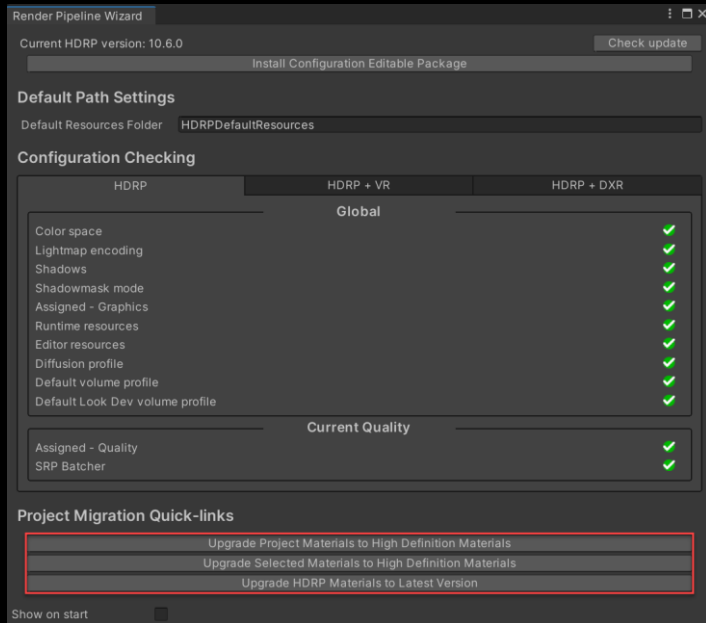 Render Pipeline Wizard
Current HDRP version: 10.6.0
Check update
Install Configuration Editable Package
Default Path Settings
Default Resources Folder HDRPDefaultResources
Configuration Checking
HDRP HDRP + VR HDRP + DXR
Global
Color space
Lightmap encoding
Shadows
Shadowmask mode
Assigned - Graphics
Runtime resources
Editor resources
Diffusion profile
Default volume profile
Default Look Dev volume profile
Current Quality
Assigned - Quality
SRP Batcher
Project Migration Quick-links
Upgrade Project Materials to High Definition Materials
Upgrade Selected Materials to High Definition Materials
Upgrade HDRP Materials to Latest Version
Show on start